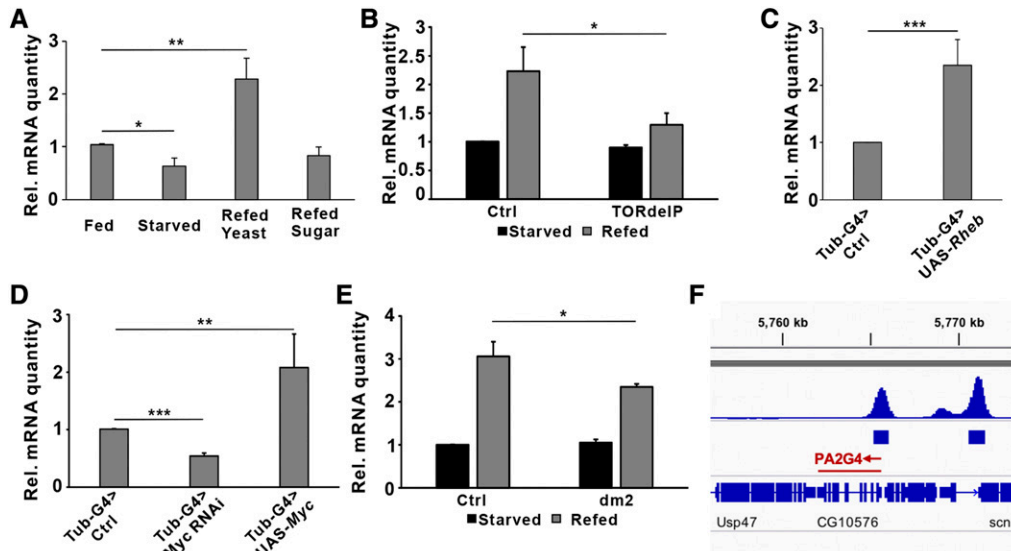 A
Rel. mRNA quantity
3
2
1
0
**
*
Fed
Starved
Refed
Yeast
Refed
Sugar
B
Rel. mRNA quantity
3
2.5
2
1.5
1
0.5
0
*
Ctrl
TORdelP
Starved
Refed
C
Rel. mRNA quantity
3
2
1
0
***
Tub-G4>
Ctrl
Tub-G4>
UAS-Rheb
D
Rel. mRNA quantity
3
2
1
0
**
***
Tub-G4>
Ctrl
Tub-G4>
Myc RNAi
Tub-G4>
UAS-Myc
E
Rel. mRNA quantity
4
3
2
1
0
*
Ctrl
dm2
Starved
Refed
F
5,760 kb
5,770 kb
PA2G4
Usp47
CG10576
scn